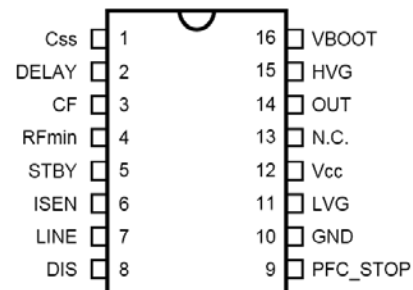 Css 1 16 VBOOT
DELAY 2 15 HVG
CF 3 14 OUT
RFmin 4 13 N.C.
STBY 5 12 Vcc
ISEN 6 11 LVG
LINE 7 10 GND
DIS 8 9 PFC_STOP